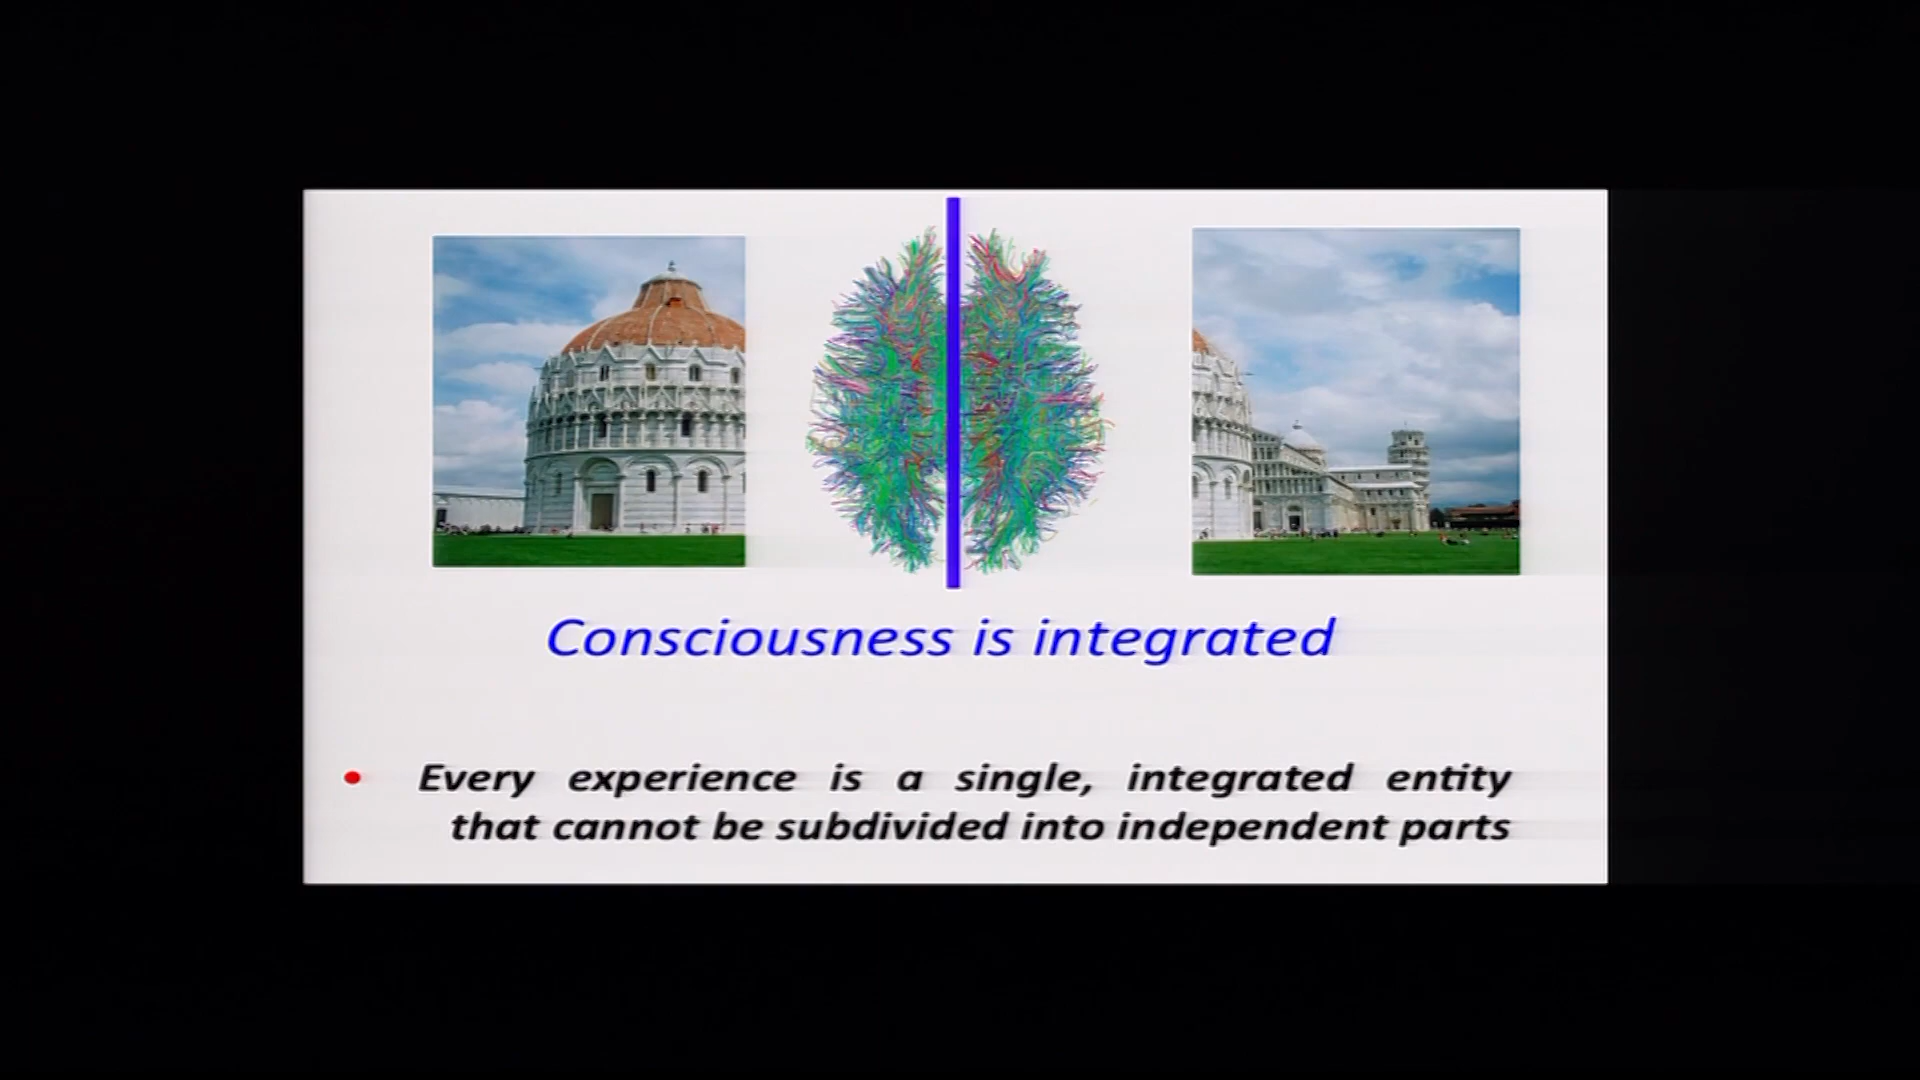 Consciousness is integrated
• Every experience is a single, integrated entity
that cannot be subdivided into independent parts